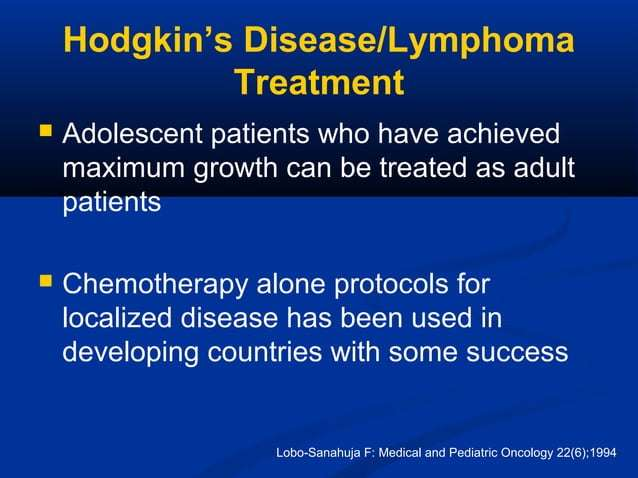 Hodgkin’s Disease/Lymphoma
Treatment
Adolescent patients who have achieved
maximum growth can be treated as adult
patients
Chemotherapy alone protocols for
localized disease has been used in
developing countries with some success
Lobo-Sanahuja F: Medical and Pediatric Oncology 22(6);1994